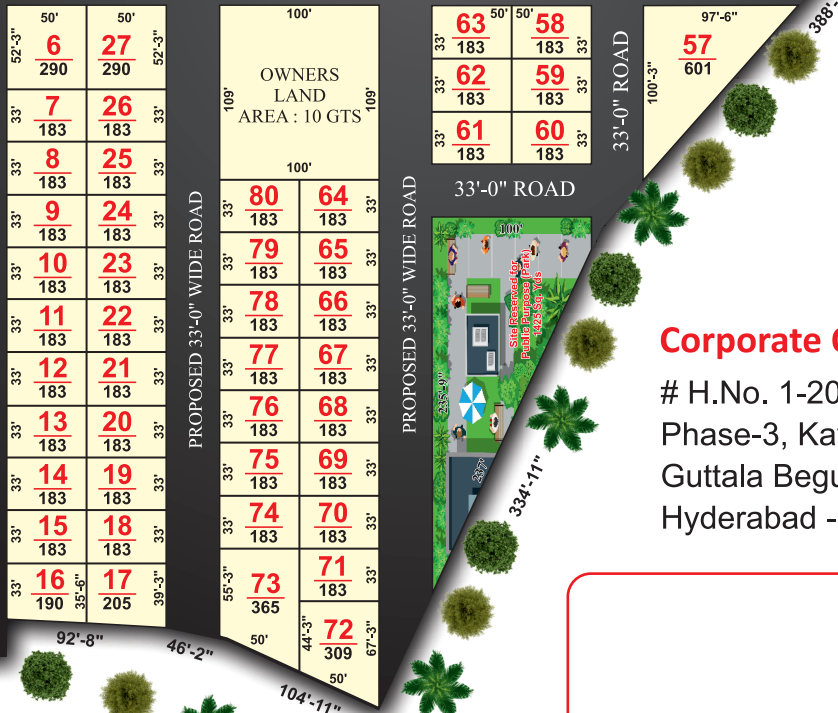 50' 50'
52'-3" 6 27 52'-3"
290 290
33' 7 26 33'
183 183
33' 8 25 33'
183 183
33' 9 24 33'
183 183
33' 10 23 33'
183 183
33' 11 22 33'
183 183
33' 12 21 33'
183 183
33' 13 20 33'
183 183
33' 14 19 33'
183 183
33' 15 18 33'
183 183
33' 16 35'-6" 17 39'-3"
190 205
92'-8"
46'-2"
104'-11"
PROPOSED 33'-0" WIDE ROAD
100'
109' 109'
OWNERS
LAND
AREA : 10 GTS
100'
33' 80 64 33'
183 183
33' 79 65 33'
183 183
33' 78 66 33'
183 183
33' 77 67 33'
183 183
33' 76 68 33'
183 183
33' 75 69 33'
183 183
33' 74 70 33'
183 183
55'-3" 73 71 33'
365 183
50' 44'-3" 72 67'-3"
309
50'
PROPOSED 33'-0" WIDE ROAD
50' 50'
33' 63 58 33'
183 183
33' 62 59 33'
183 183
33' 61 60 33'
183 183
33'-0" ROAD
33'-0" ROAD
97'-6"
57
601
100'-3"
388'-
100'
Site Reserved for
Public Purpose (Park)
1425 Sq. Yds
235'-9"
237'
334'-11"
Corporate
# H.No. 1-20
Phase-3, Ka
Guttala Begu
Hyderabad -